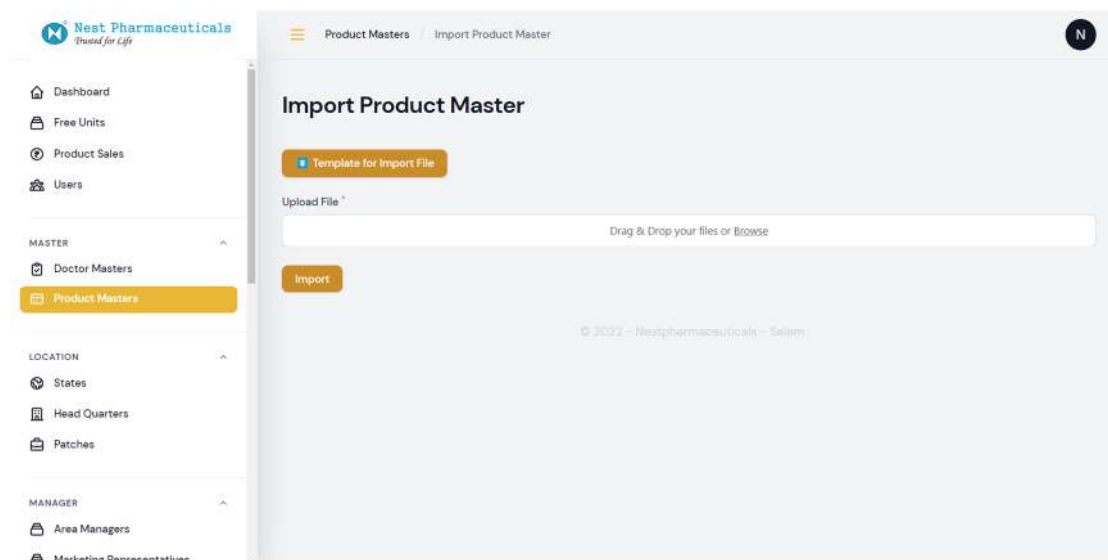 Nest Pharmaceuticals
Trusted for Life
Product Masters / Import Product Master
N
Dashboard
Free Units
Product Sales
Users
MASTER
Doctor Masters
Product Masters
LOCATION
States
Head Quarters
Patches
MANAGER
Area Managers
Marketing Representatives
Import Product Master
Template for Import File
Upload File *
Drag & Drop your files or Browse
Import
© 2022 - Nestpharmaceuticals - Salem